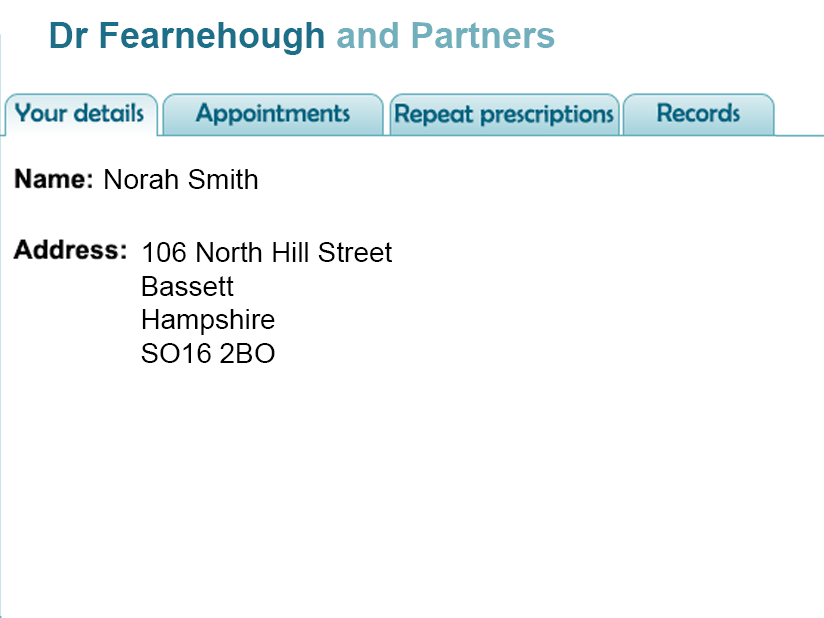 Dr Fearnehough and Partners
Your details Appointments Repeat prescriptions Records
Name: Norah Smith
Address: 106 North Hill Street
Bassett
Hampshire
SO16 2BO